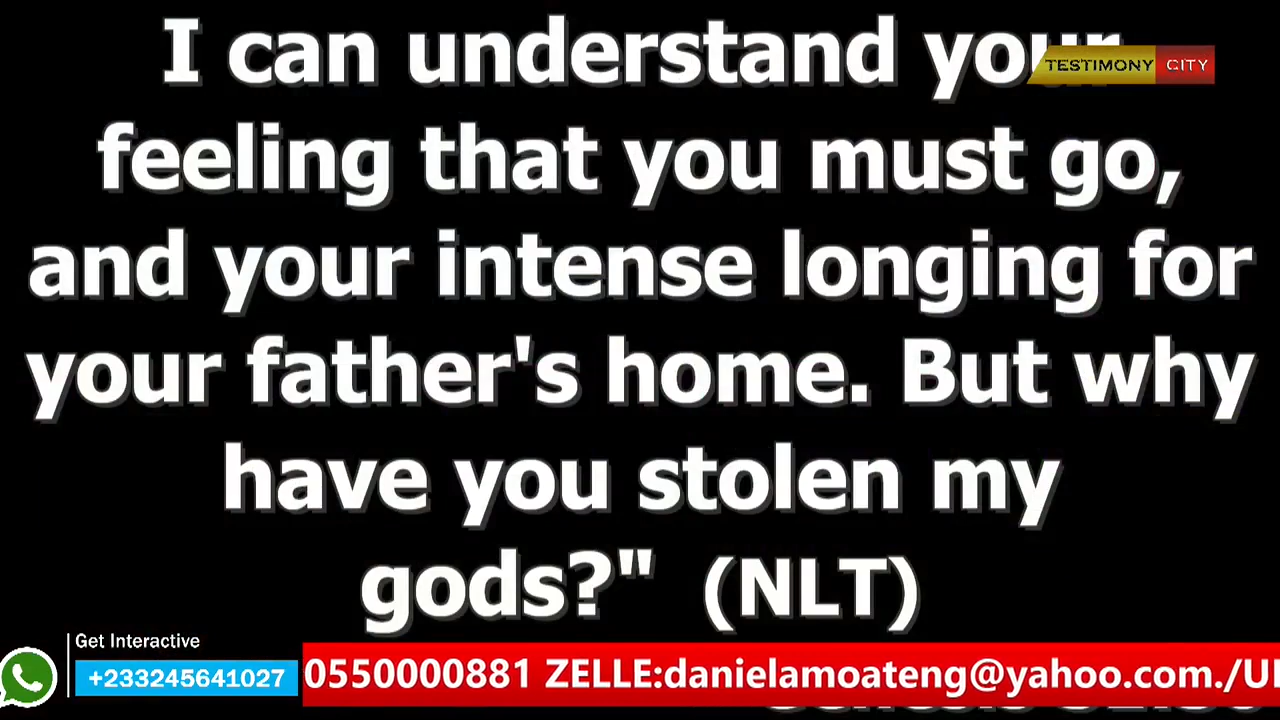 I can understand your
TESTIMONY CITY
feeling that you must go,
and your intense longing for
your father's home. But why
have you stolen my
gods?" (NLT)
Get Interactive
+233245641027
0550000881 ZELLE:danielamoateng@yahoo.com./U